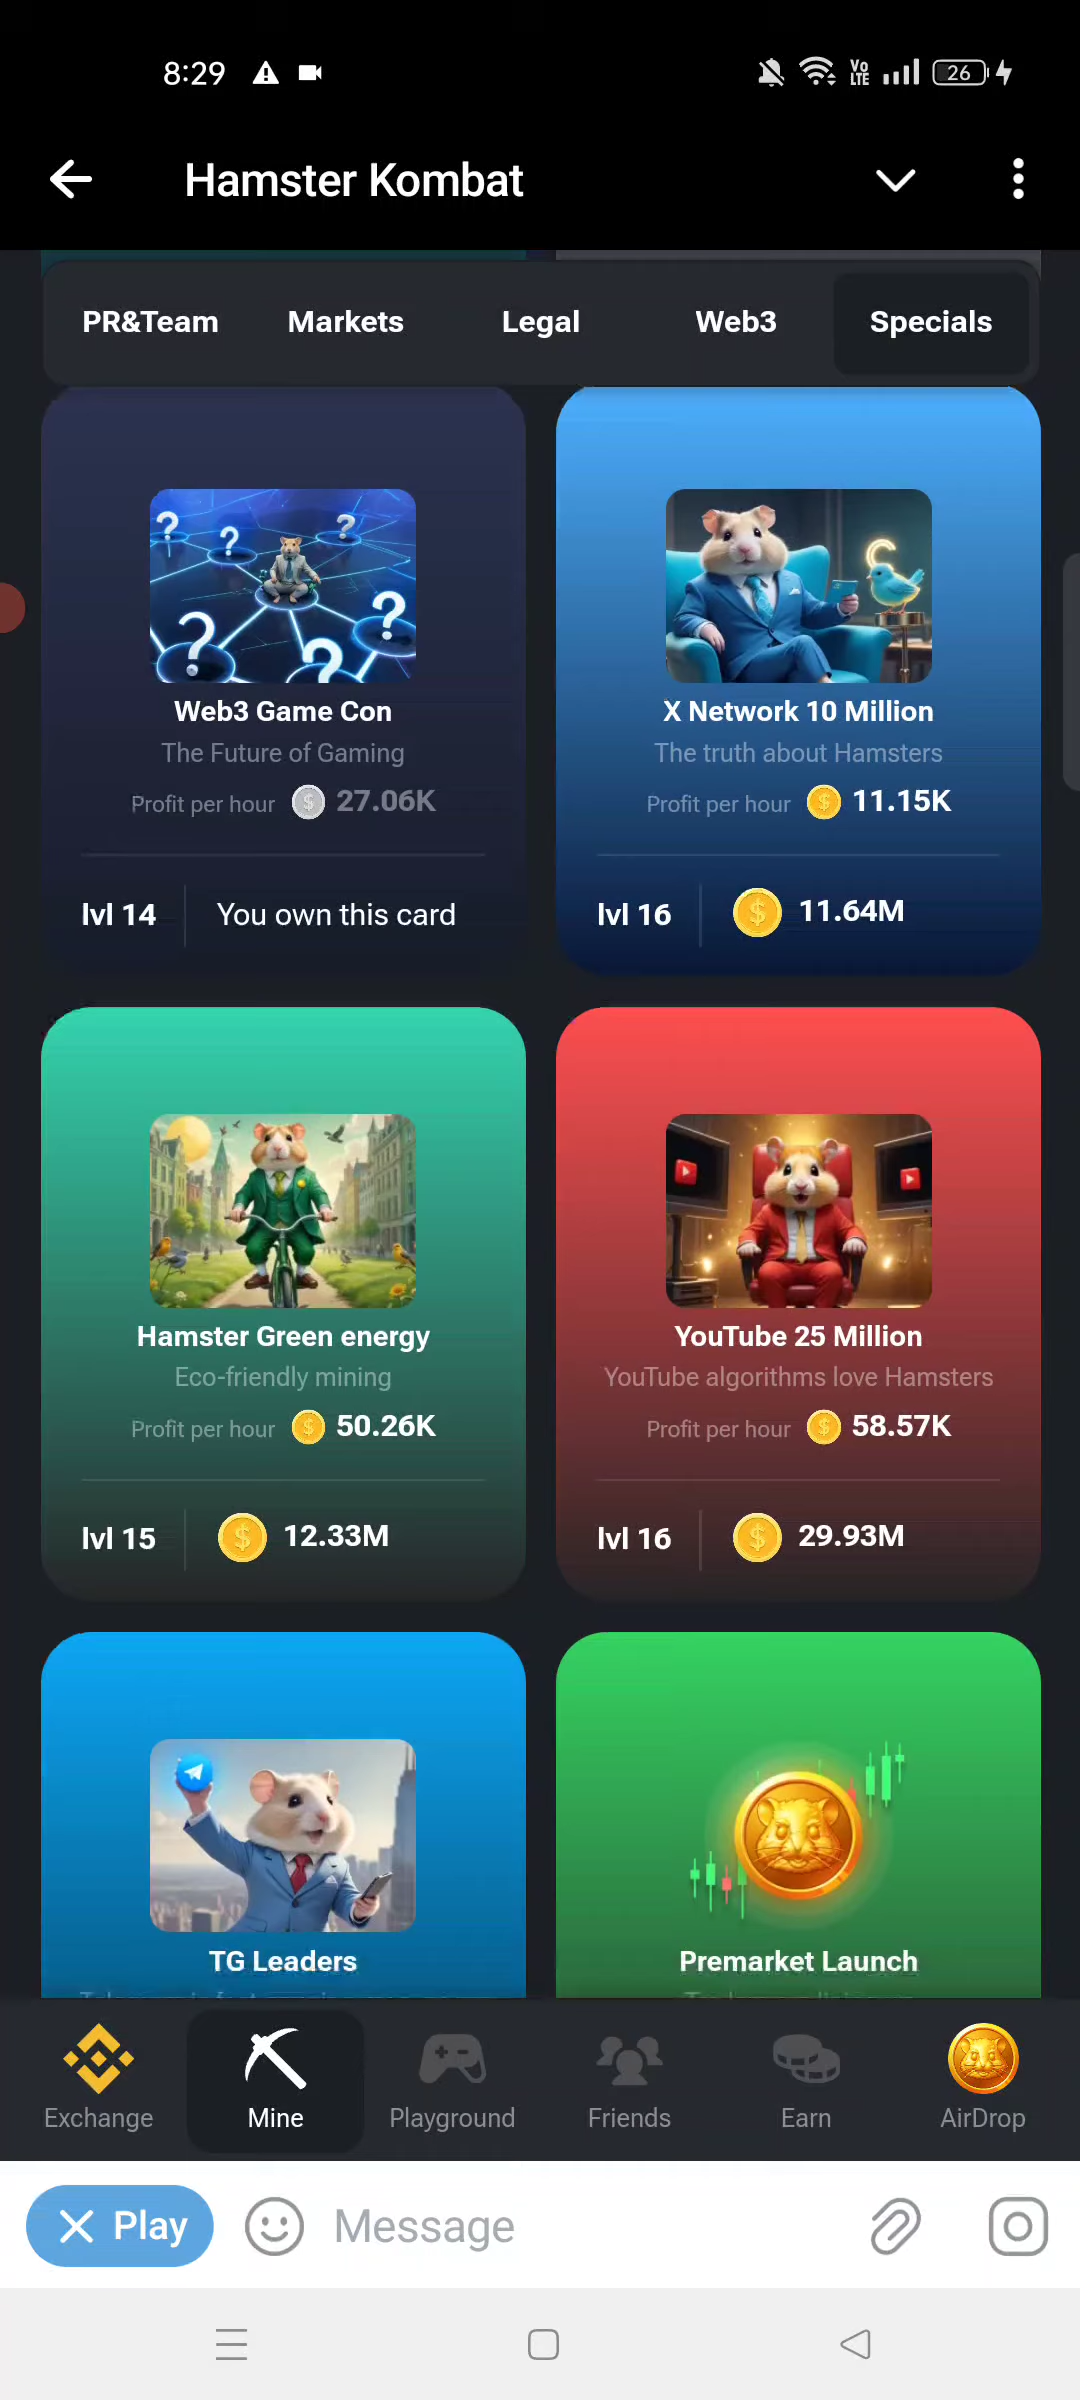 8:29
Vo
LTE
26
Hamster Kombat
PR&Team
Markets
Legal
Web3
Specials
Web3 Game Con
The Future of Gaming
Profit per hour 27.06K
lvl 14
You own this card
X Network 10 Million
The truth about Hamsters
Profit per hour 11.15K
lvl 16
11.64M
Hamster Green energy
Eco-friendly mining
Profit per hour 50.26K
lvl 15
12.33M
YouTube 25 Million
YouTube algorithms love Hamsters
Profit per hour 58.57K
lvl 16
29.93M
TG Leaders
Premarket Launch
Exchange
Mine
Playground
Friends
Earn
AirDrop
Play
Message